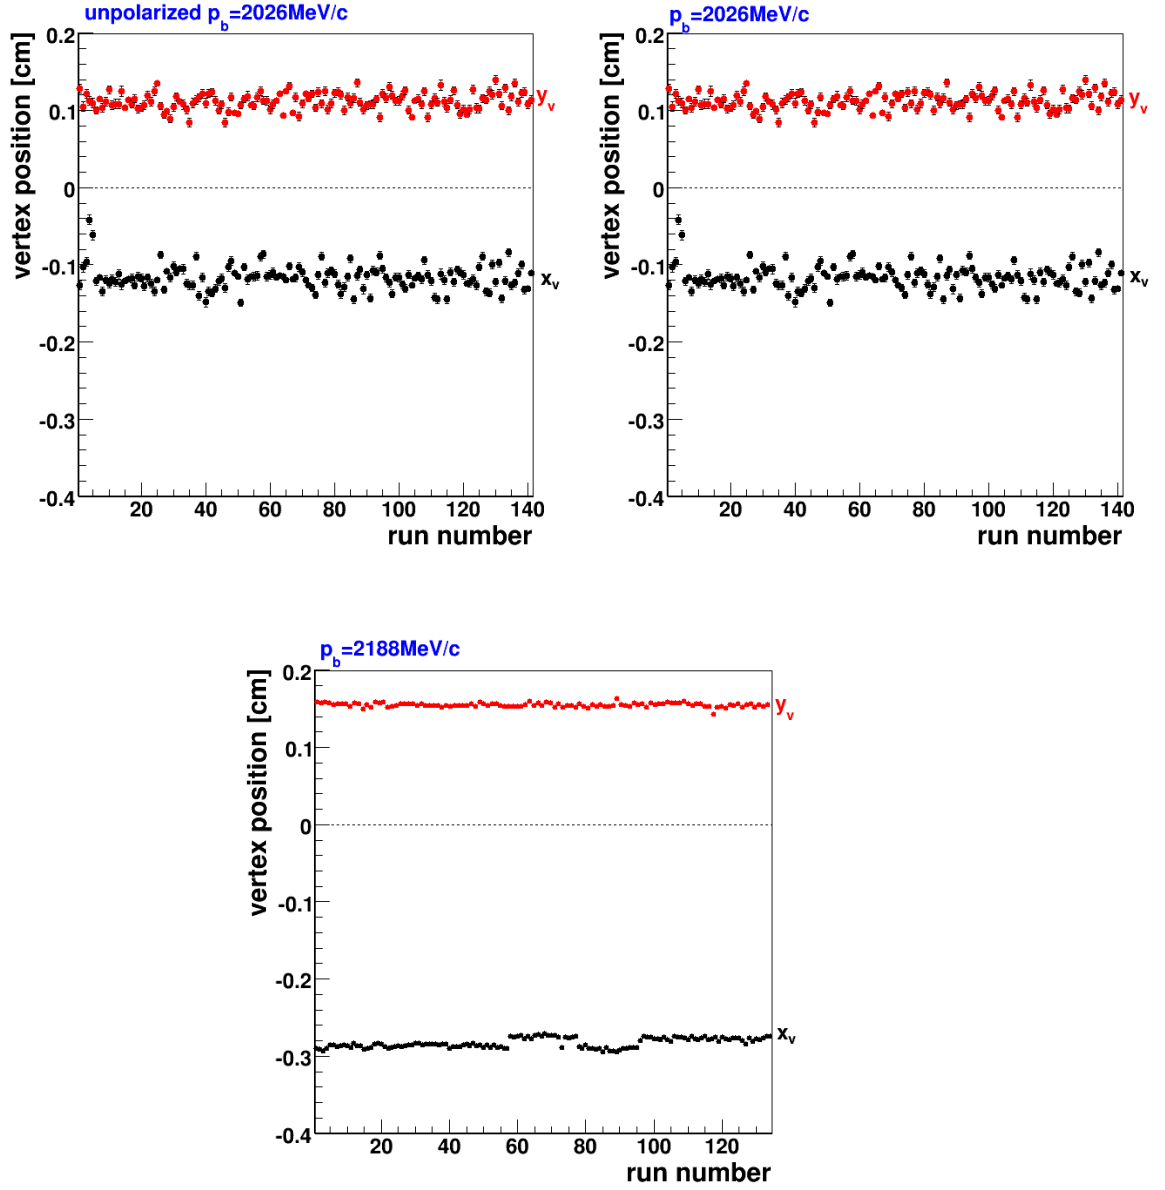 unpolarized p_b=2026MeV/c
vertex position [cm]
0.2
0.1
0
-0.1
-0.2
-0.3
-0.4
y_v
x_v
20 40 60 80 100 120 140
run number
p_b=2026MeV/c
vertex position [cm]
0.2
0.1
0
-0.1
-0.2
-0.3
-0.4
y_v
x_v
20 40 60 80 100 120 140
run number
p_b=2188MeV/c
vertex position [cm]
0.2
0.1
0
-0.1
-0.2
-0.3
-0.4
y_v
x_v
20 40 60 80 100 120
run number